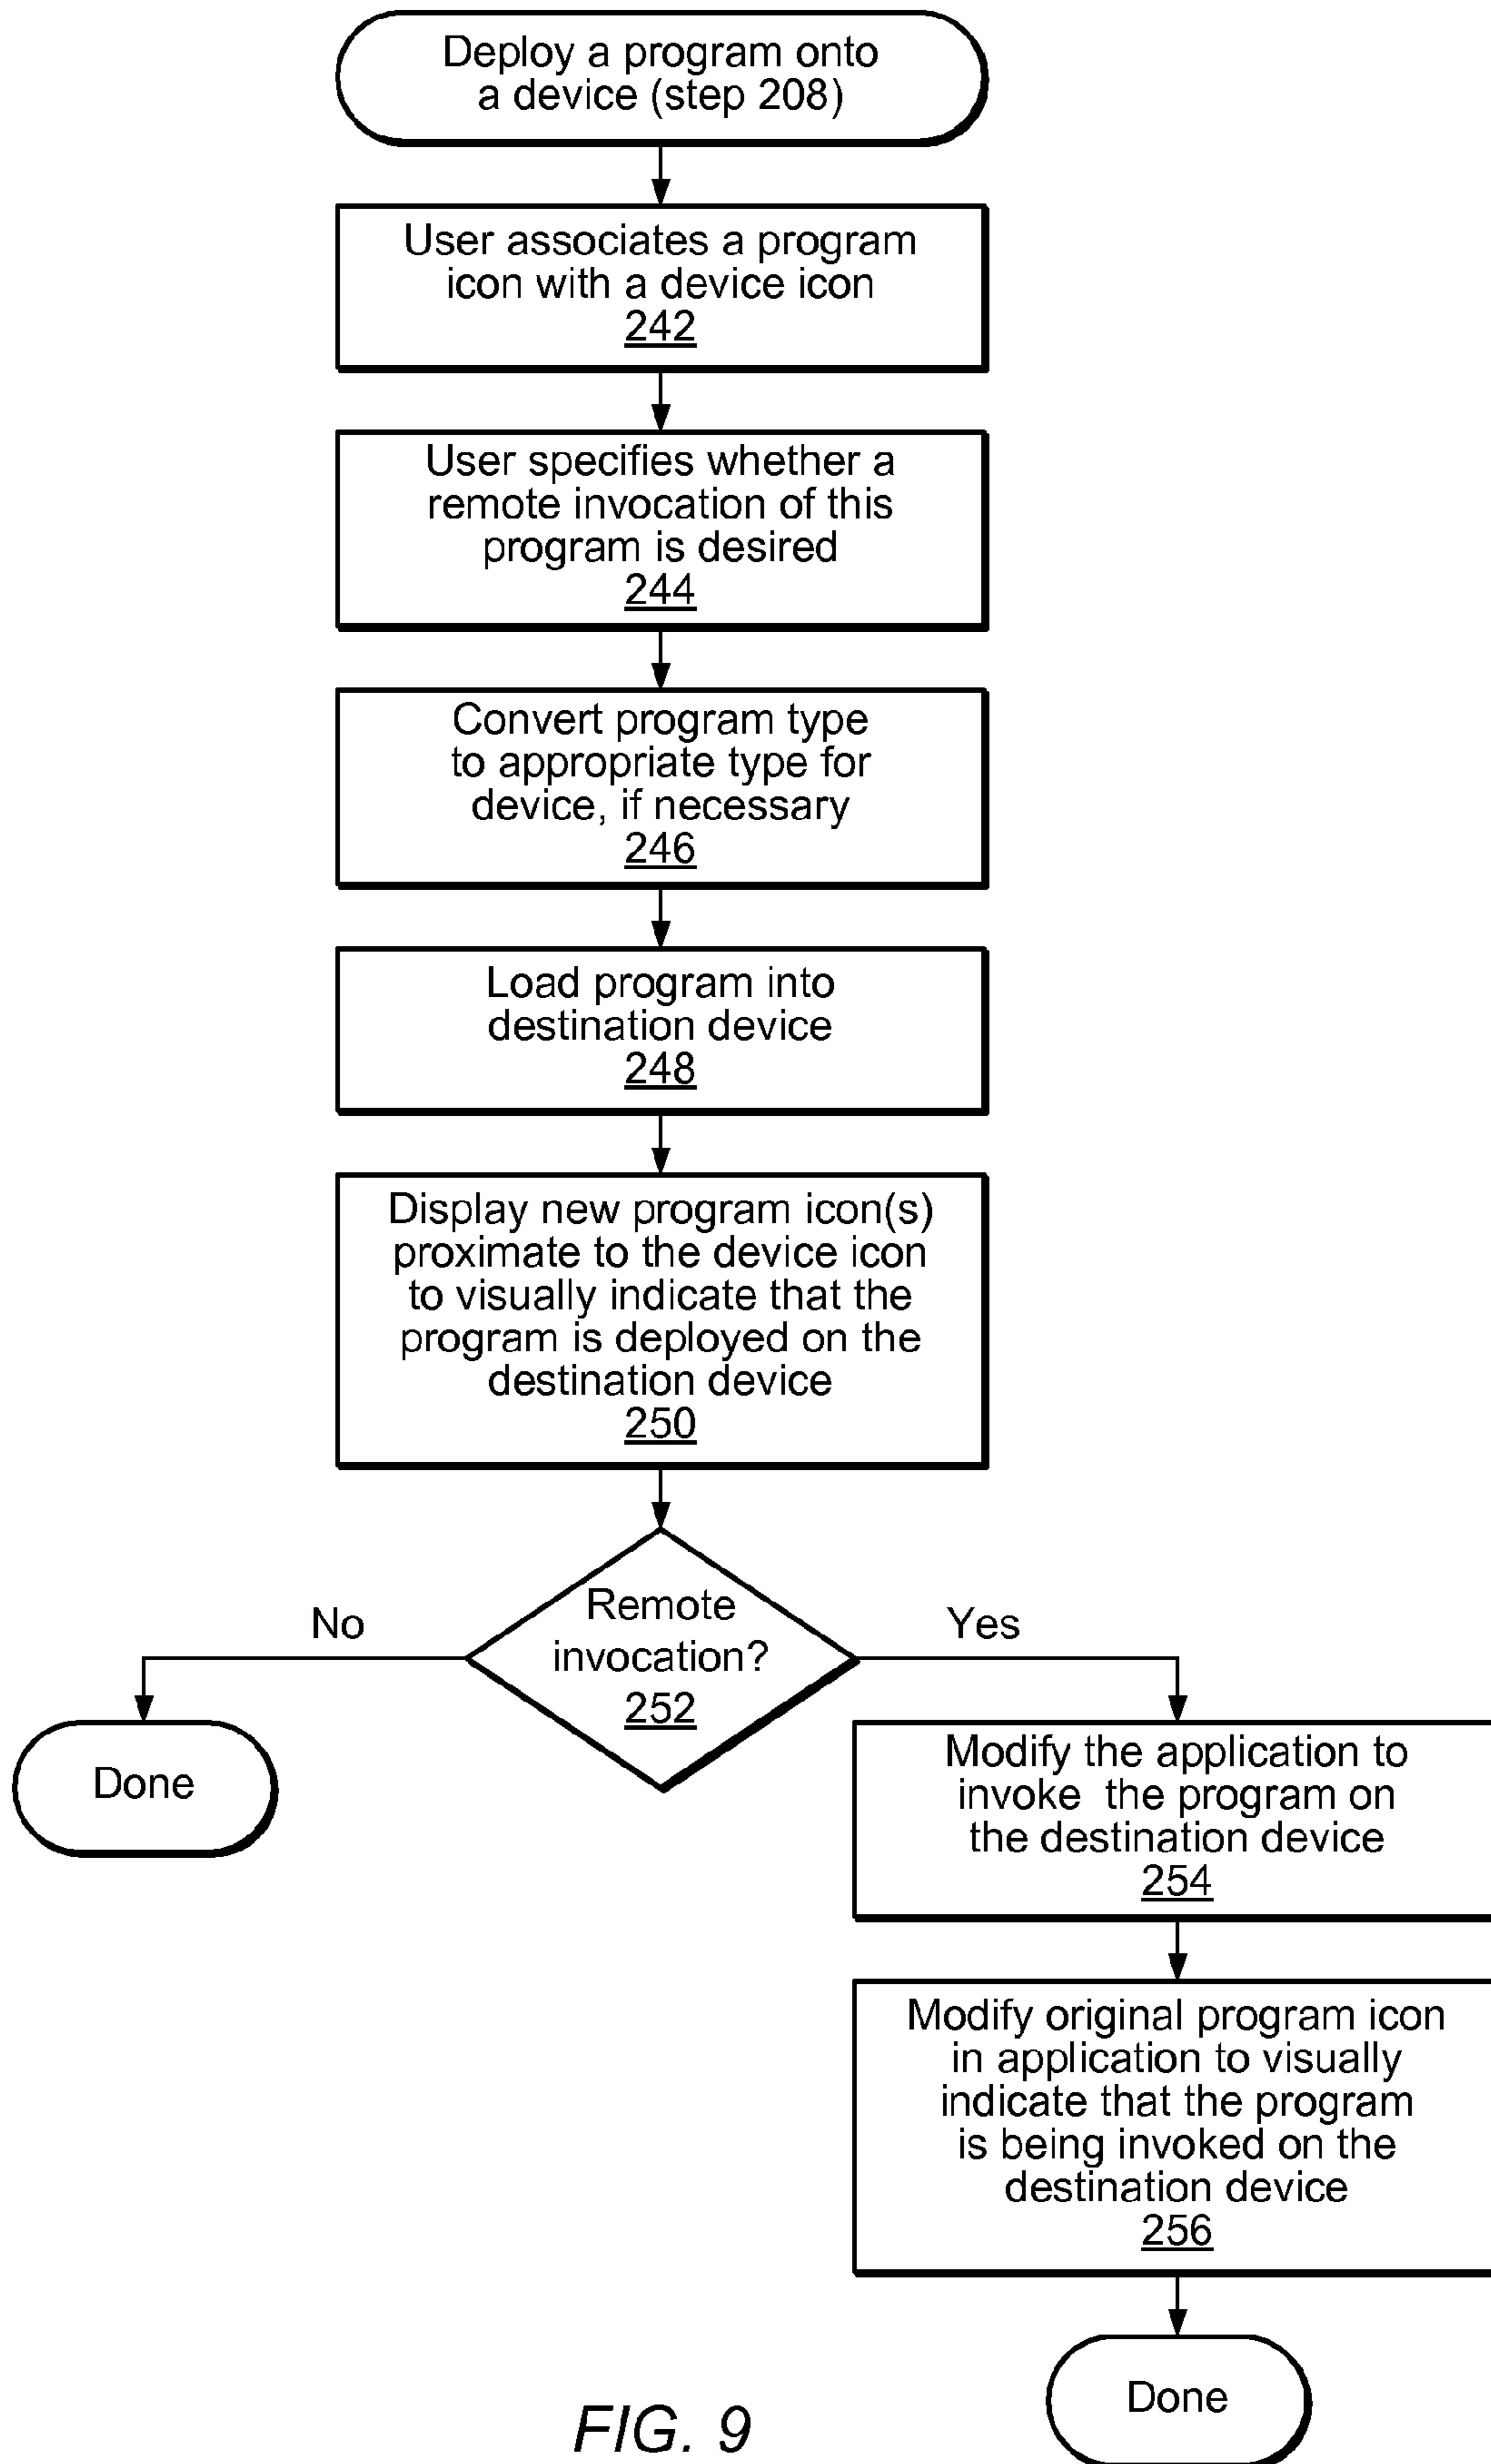 Deploy a program onto
a device (step 208)
User associates a program
icon with a device icon
242
User specifies whether a
remote invocation of this
program is desired
244
Convert program type
to appropriate type for
device, if necessary
246
Load program into
destination device
248
Display new program icon(s)
proximate to the device icon
to visually indicate that the
program is deployed on the
destination device
250
Remote
invocation?
252
No
Yes
Done
Modify the application to
invoke the program on
the destination device
254
Modify original program icon
in application to visually
indicate that the program
is being invoked on the
destination device
256
Done
FIG. 9